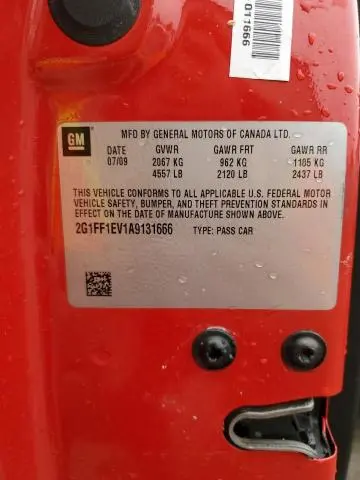 011666
GM
MFD BY GENERAL MOTORS OF CANADA LTD.
DATE GVWR GAWR FRT GAWR RR
07/09 2067 KG 962 KG 1105 KG
4557 LB 2120 LB 2437 LB
THIS VEHICLE CONFORMS TO ALL APPLICABLE U.S. FEDERAL MOTOR
VEHICLE SAFETY, BUMPER, AND THEFT PREVENTION STANDARDS IN
EFFECT ON THE DATE OF MANUFACTURE SHOWN ABOVE.
2G1FF1EV1A9131666 TYPE: PASS CAR